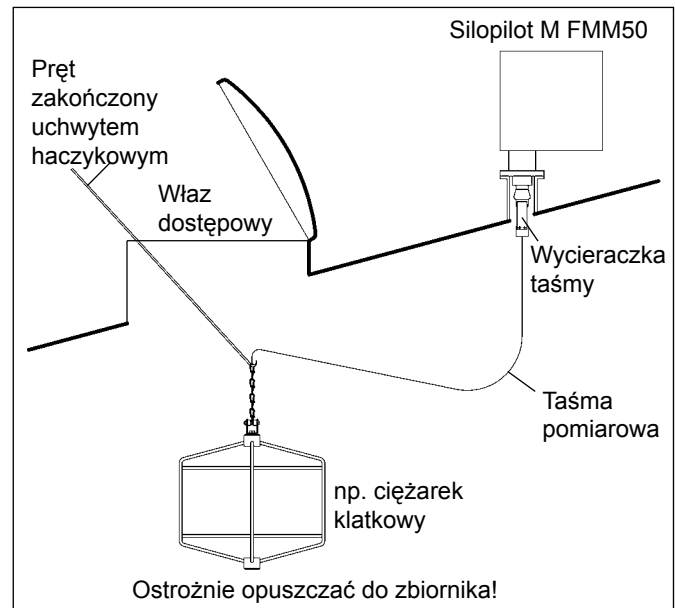 Silopilot M FMM50
Pręt
zakończony
uchwytem
haczykowym
Właz
dostępowy
Wycieraczka
taśmy
Taśma
pomiarowa
np. ciężarek
klatkowy
Ostrożnie opuszczać do zbiornika!